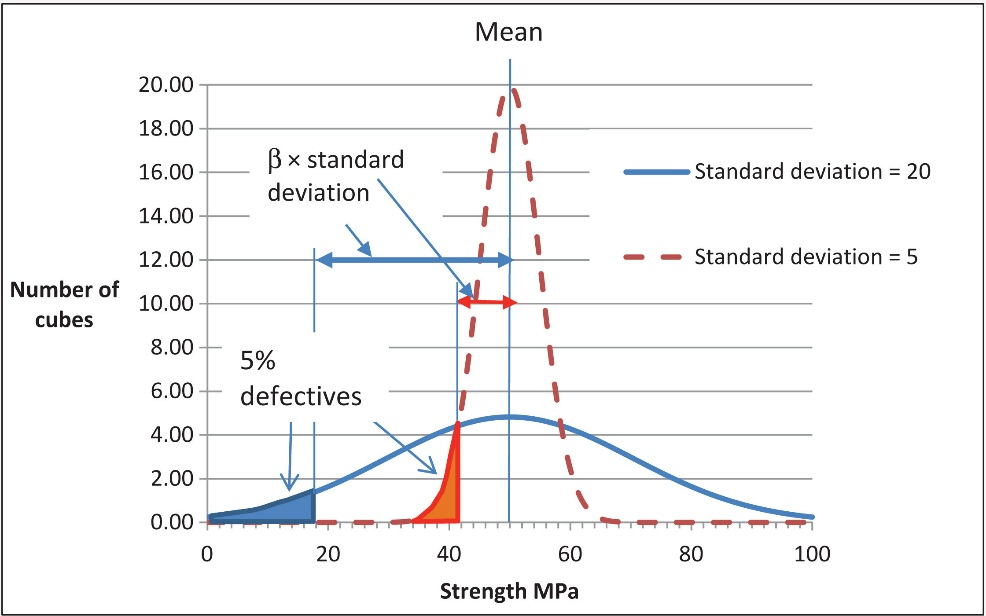 Mean
20.00
18.00
16.00
14.00
12.00
10.00
8.00
6.00
4.00
2.00
0.00
Number of
cubes
β × standard
deviation
5%
defectives
Standard deviation = 20
Standard deviation = 5
0 20 40 60 80 100
Strength MPa